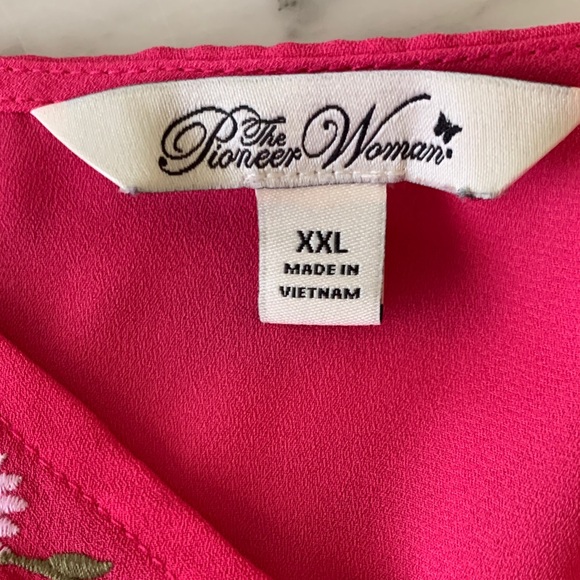 The
Pioneer Woman
XXL
MADE IN
VIETNAM